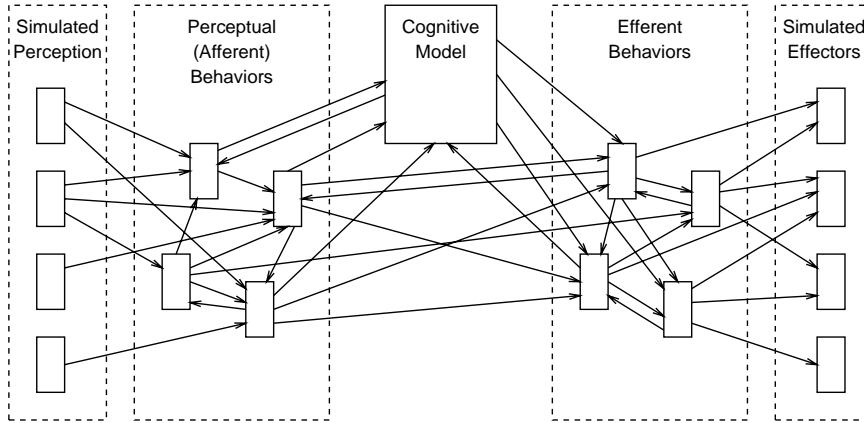 Simulated
Perception
Perceptual
(Afferent)
Behaviors
Cognitive
Model
Efferent
Behaviors
Simulated
Effectors